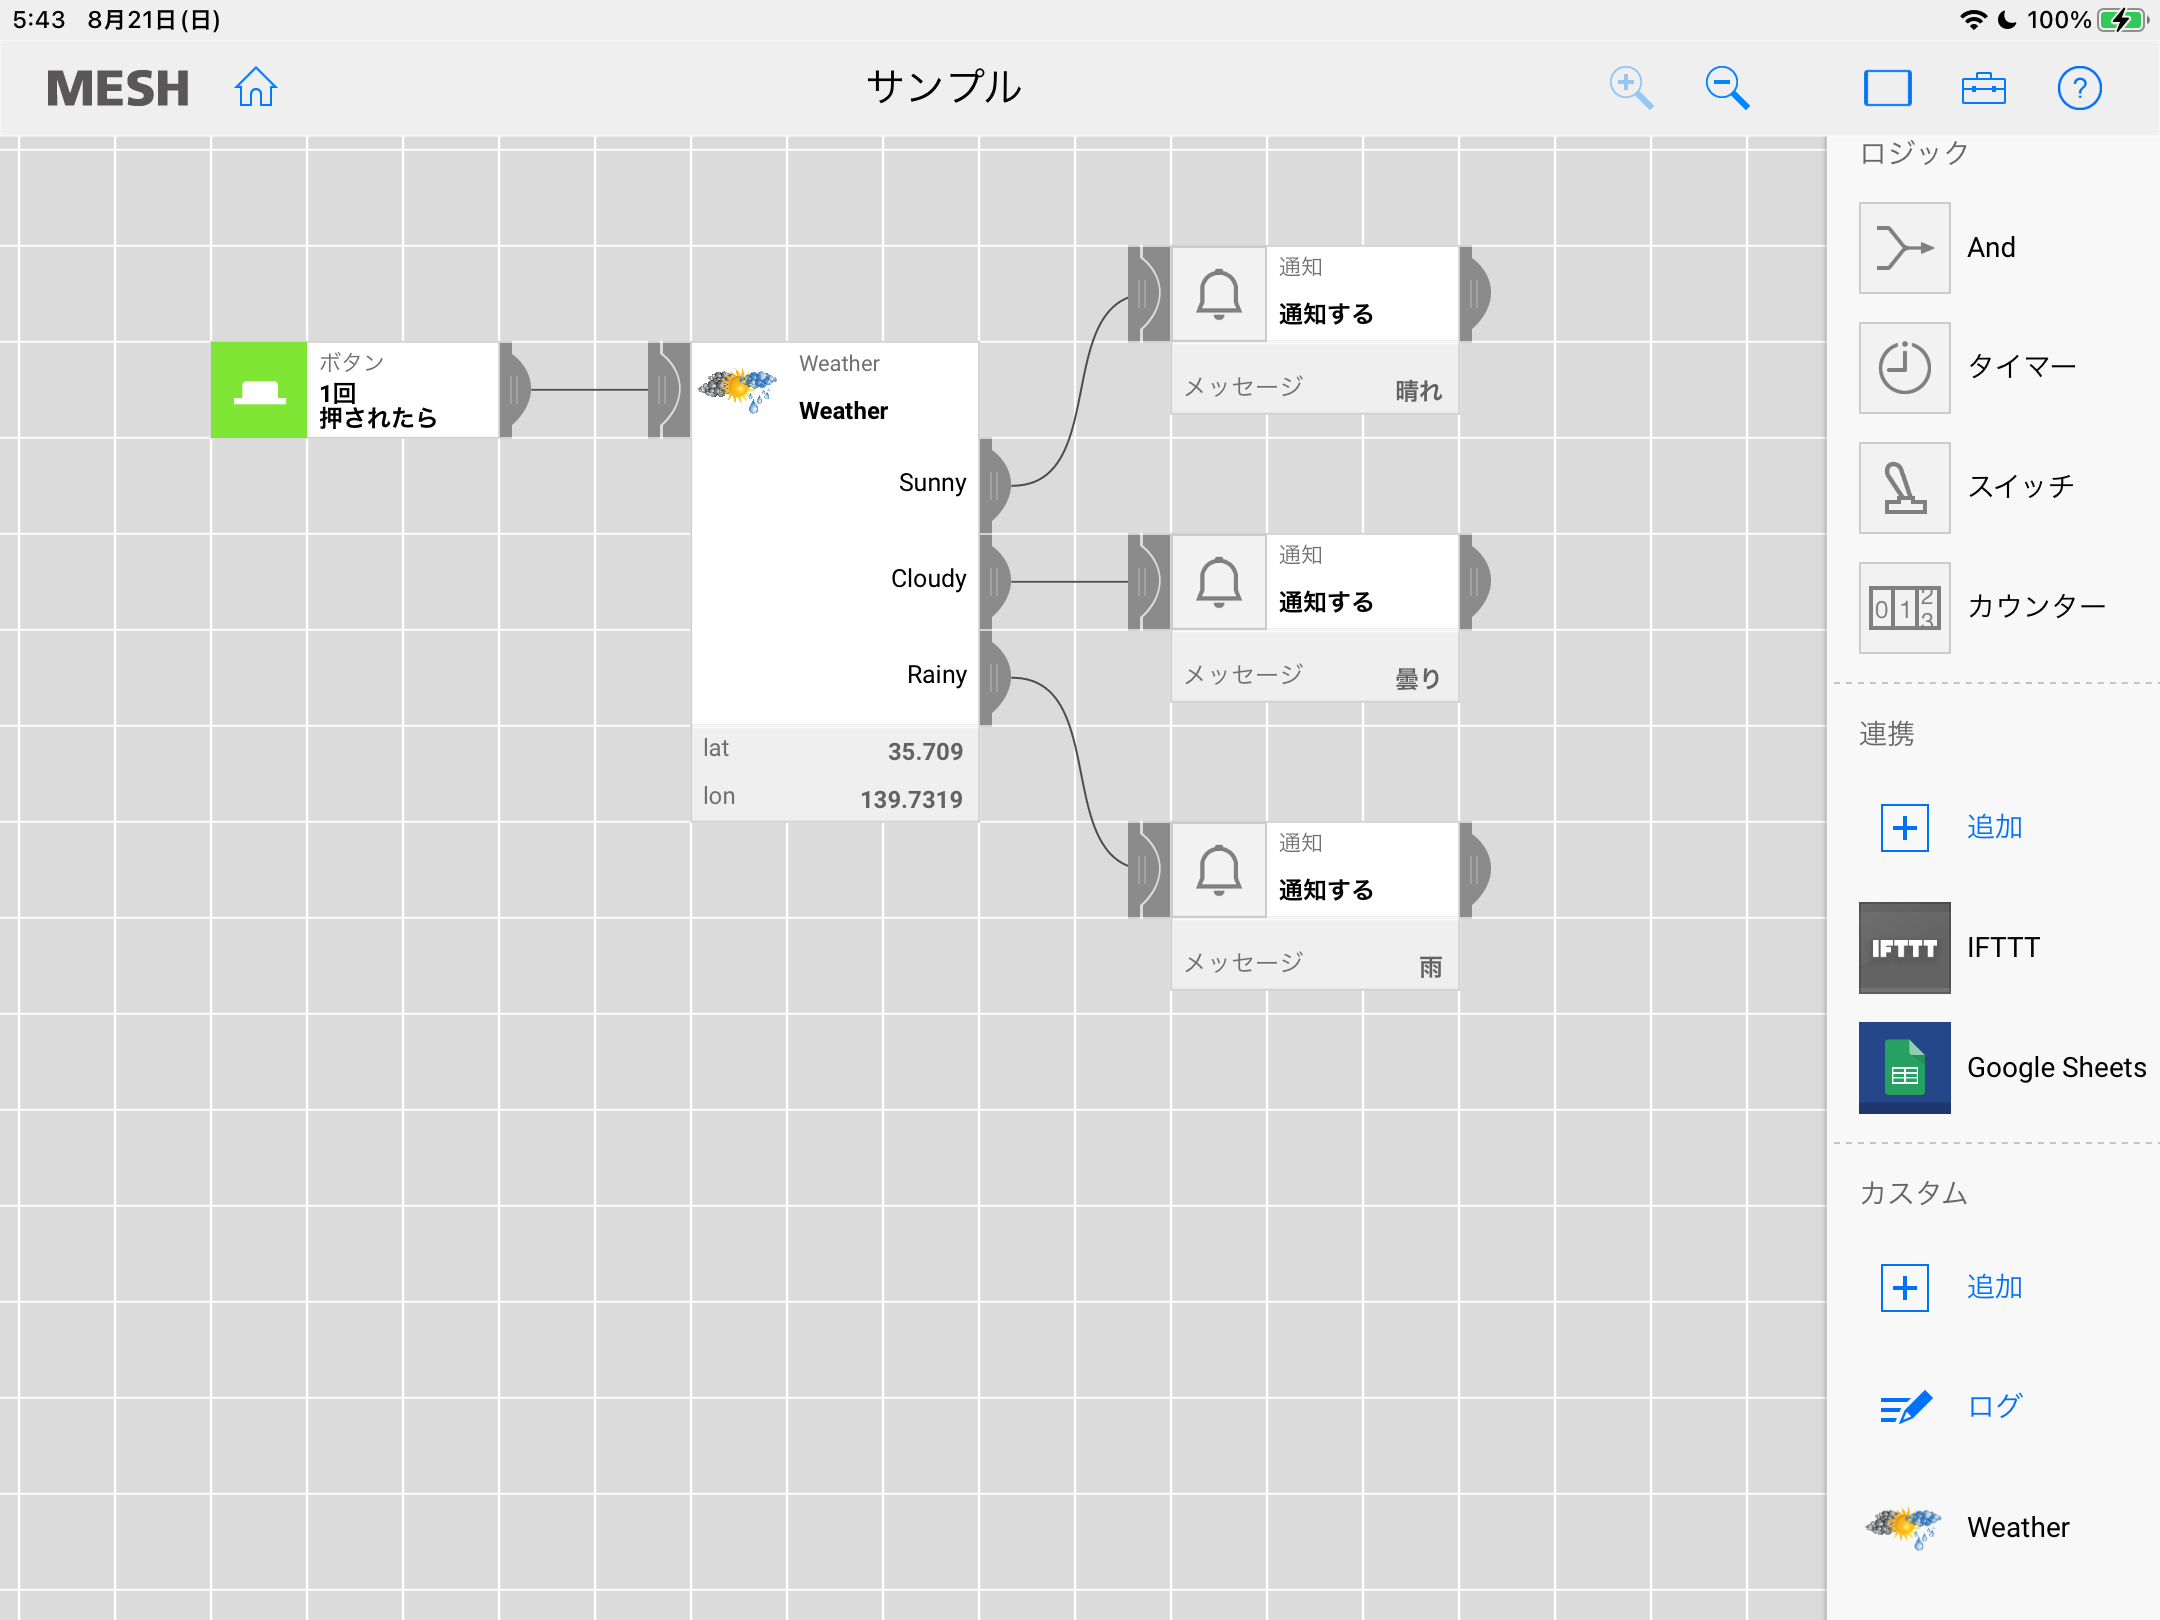 5:43 8月21日(日)
100%
MESH
サンプル
ボタン
1回
押されたら
Weather
Weather
Sunny
Cloudy
Rainy
lat 35.709
lon 139.7319
通知
通知する
メッセージ 晴れ
通知
通知する
メッセージ 曇り
通知
通知する
メッセージ 雨
ロジック
And
タイマー
スイッチ
0 1 2 3
カウンター
連携
追加
IFTTT
IFTTT
Google Sheets
カスタム
追加
ログ
Weather